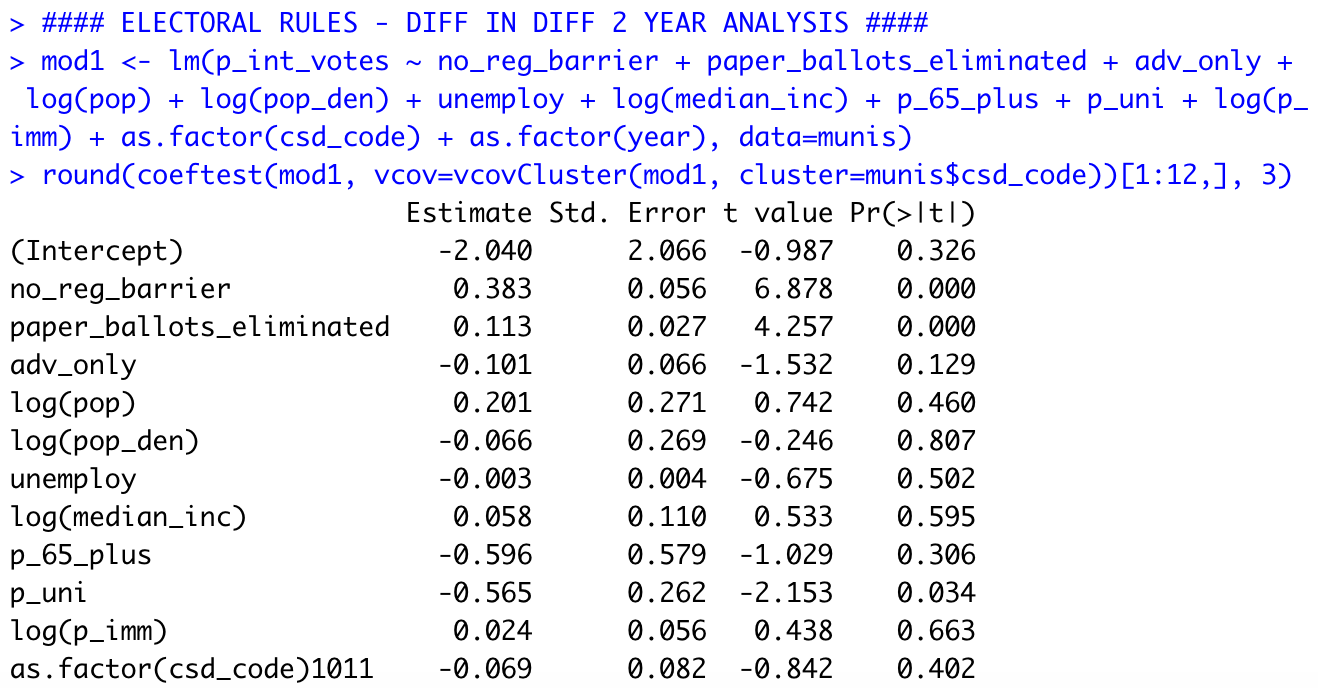 > #### ELECTORAL RULES - DIFF IN DIFF 2 YEAR ANALYSIS ####
> mod1 <- lm(p_int_votes ~ no_reg_barrier + paper_ballots_eliminated + adv_only +
 log(pop) + log(pop_den) + unemploy + log(median_inc) + p_65_plus + p_uni + log(p_
imm) + as.factor(csd_code) + as.factor(year), data=munis)
> round(coeftest(mod1, vcov=vcovCluster(mod1, cluster=munis$csd_code))[1:12,], 3)
                         Estimate Std. Error t value Pr(>|t|)
(Intercept)                -2.040      2.066  -0.987    0.326
no_reg_barrier              0.383      0.056   6.878    0.000
paper_ballots_eliminated    0.113      0.027   4.257    0.000
adv_only                   -0.101      0.066  -1.532    0.129
log(pop)                    0.201      0.271   0.742    0.460
log(pop_den)               -0.066      0.269  -0.246    0.807
unemploy                   -0.003      0.004  -0.675    0.502
log(median_inc)             0.058      0.110   0.533    0.595
p_65_plus                  -0.596      0.579  -1.029    0.306
p_uni                      -0.565      0.262  -2.153    0.034
log(p_imm)                  0.024      0.056   0.438    0.663
as.factor(csd_code)1011    -0.069      0.082  -0.842    0.402